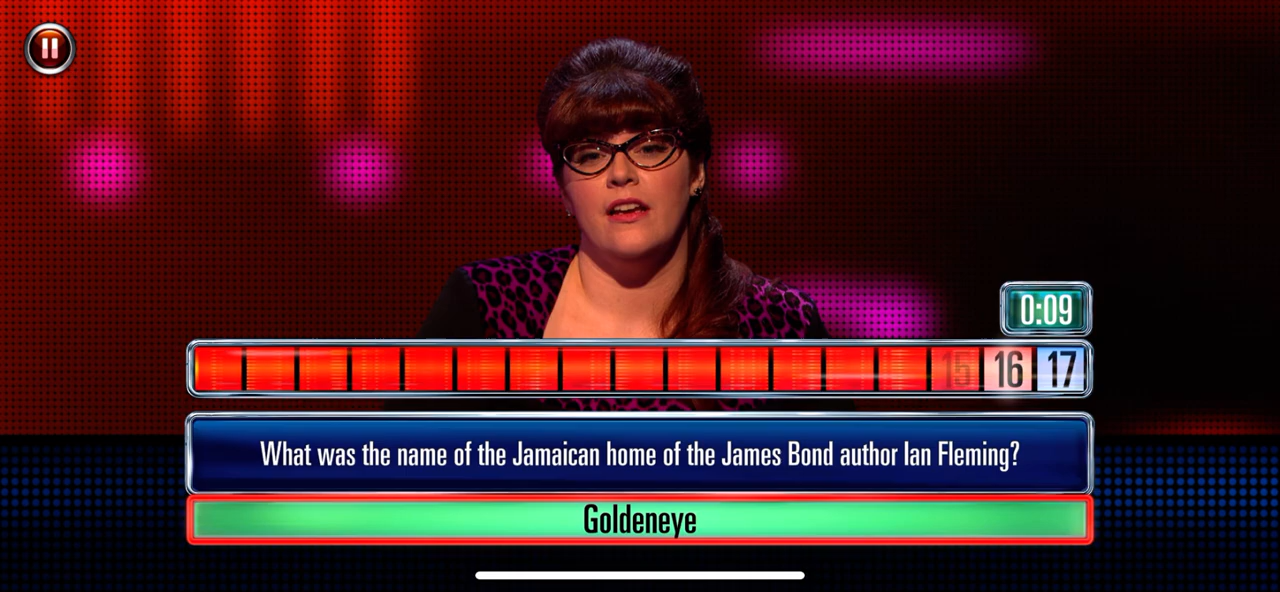 0:09
15 16 17
What was the name of the Jamaican home of the James Bond author Ian Fleming?
Goldeneye